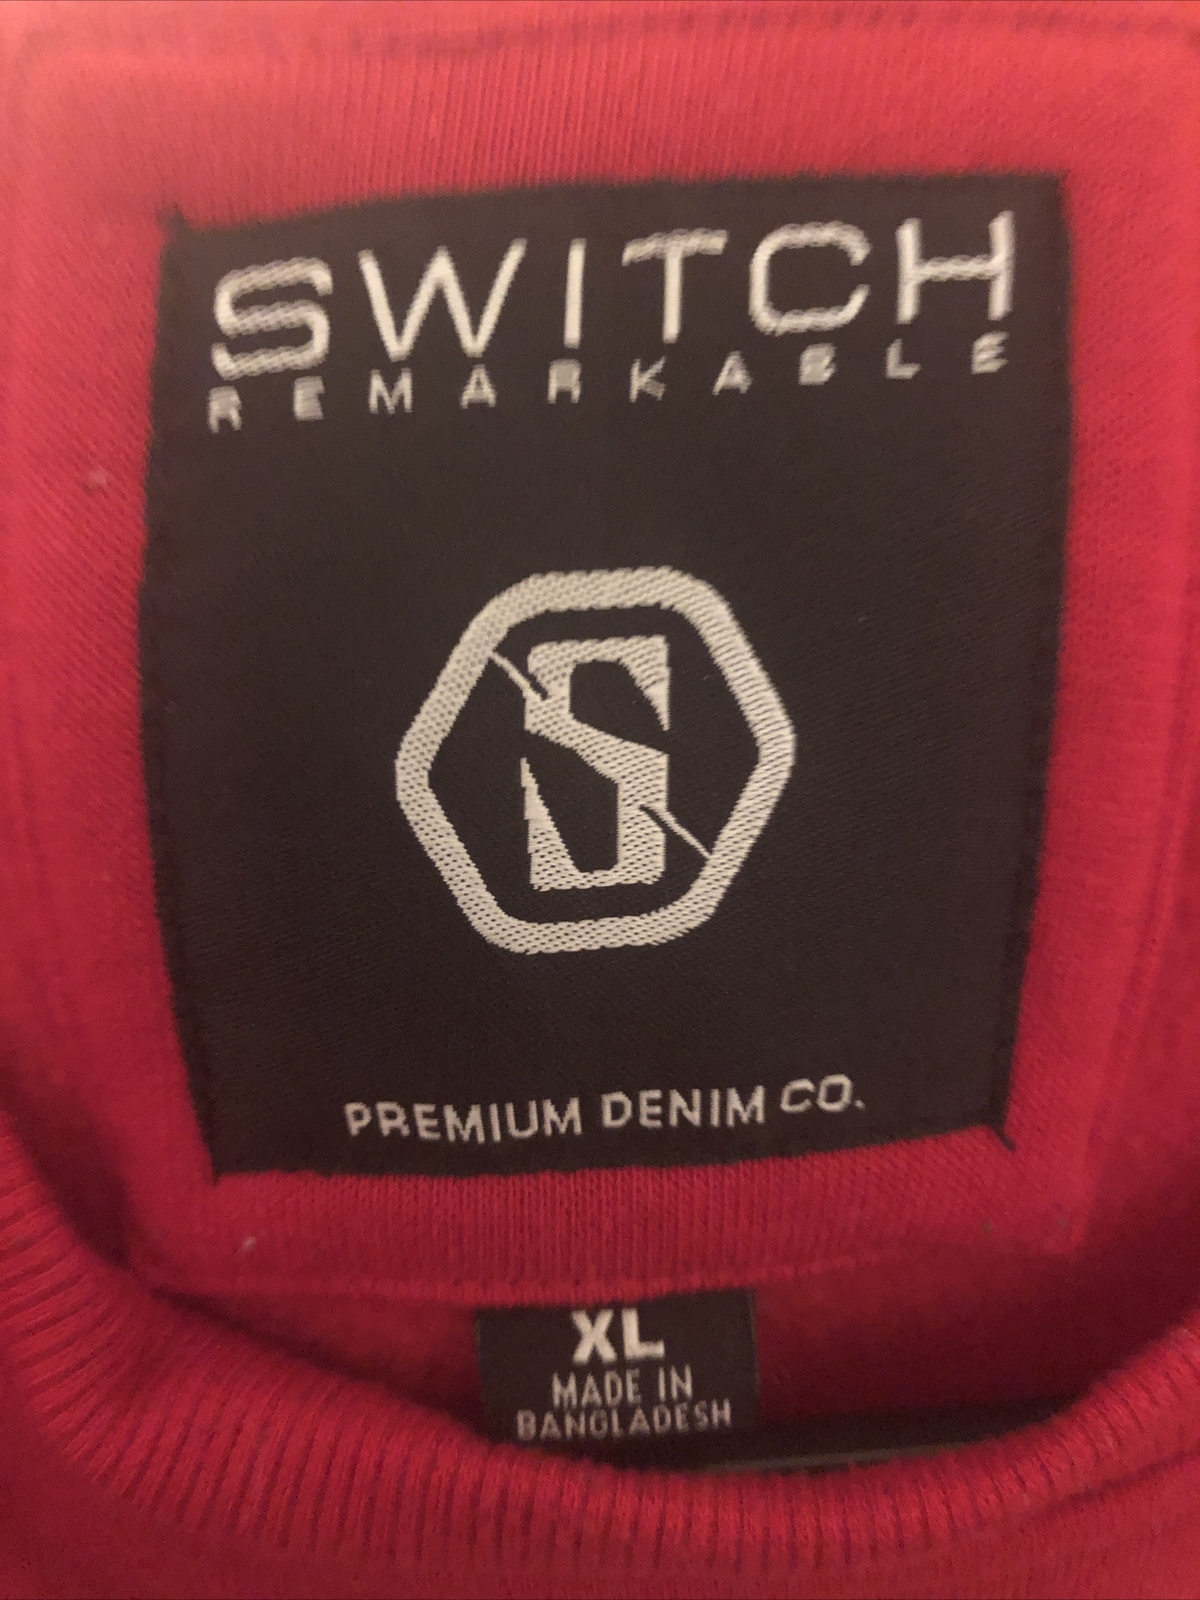 SWITCH
REMARKABLE
S
PREMIUM DENIM CO.
XL
MADE IN
BANGLADESH